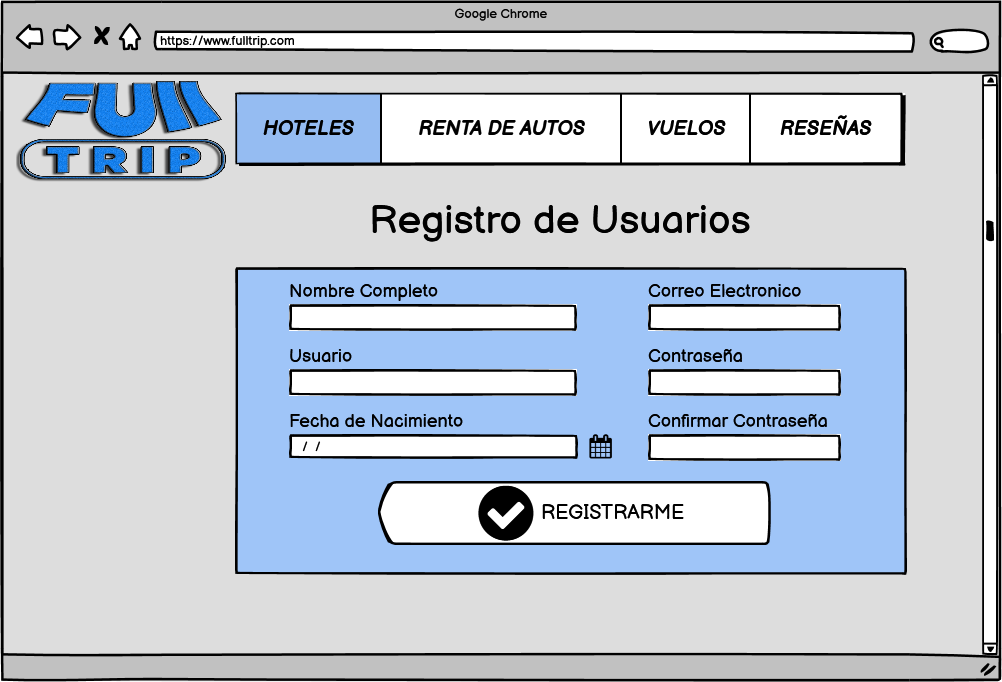 Google Chrome
https://www.fulltrip.com
FUll
TRIP
HOTELES RENTA DE AUTOS VUELOS RESEÑAS
Registro de Usuarios
Nombre Completo Correo Electronico
Usuario Contraseña
Fecha de Nacimiento Confirmar Contraseña
/ /
REGISTRARME